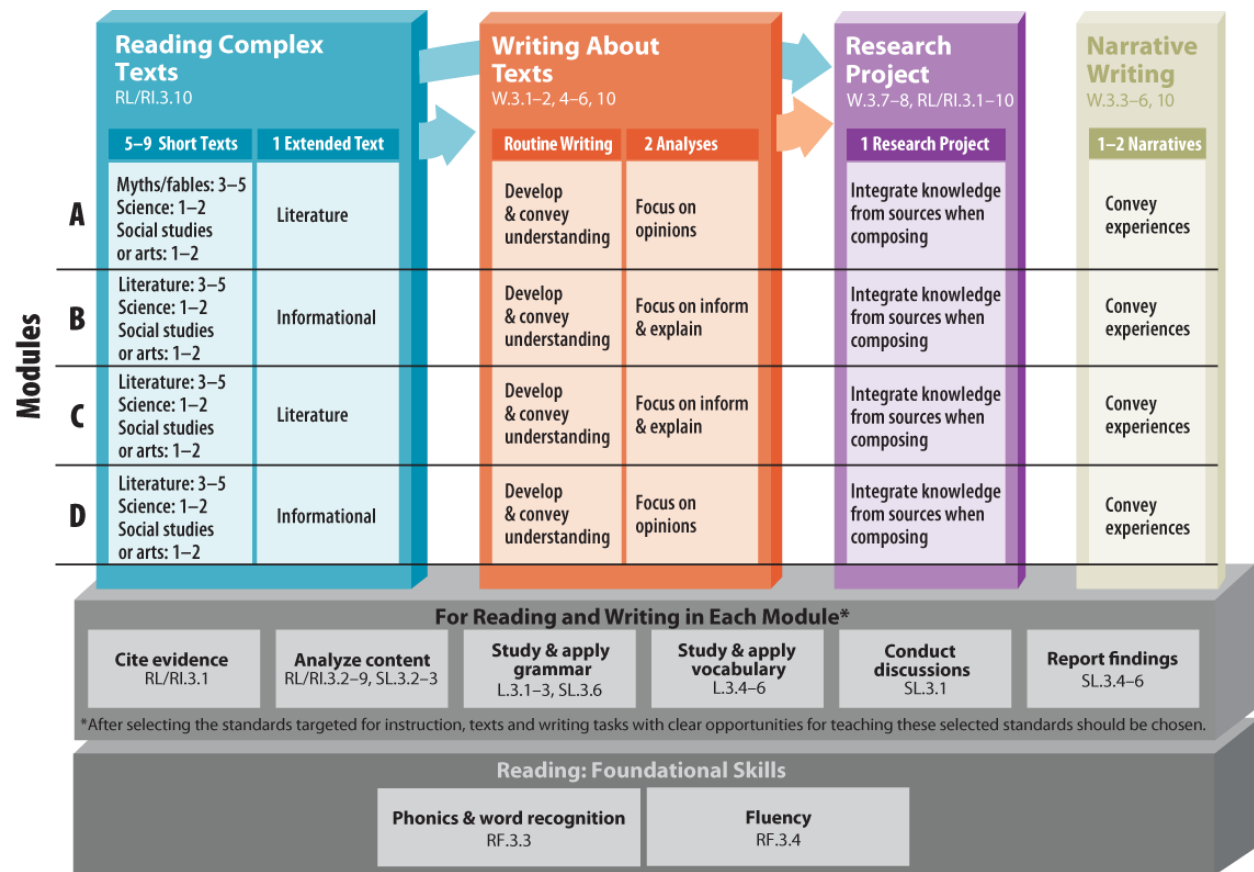 Reading Complex
Texts
RL/RI.3.10
Writing About
Texts
W.3.1–2, 4–6, 10
Research
Project
W.3.7–8, RL/RI.3.1–10
Narrative
Writing
W.3.3–6, 10
5–9 Short Texts
1 Extended Text
Routine Writing
2 Analyses
1 Research Project
1–2 Narratives
Modules
A
Myths/fables: 3–5
Science: 1–2
Social studies
or arts: 1–2
Literature
Develop
& convey
understanding
Focus on
opinions
Integrate knowledge
from sources when
composing
Convey
experiences
B
Literature: 3–5
Science: 1–2
Social studies
or arts: 1–2
Informational
Develop
& convey
understanding
Focus on inform
& explain
Integrate knowledge
from sources when
composing
Convey
experiences
C
Literature: 3–5
Science: 1–2
Social studies
or arts: 1–2
Literature
Develop
& convey
understanding
Focus on inform
& explain
Integrate knowledge
from sources when
composing
Convey
experiences
D
Literature: 3–5
Science: 1–2
Social studies
or arts: 1–2
Informational
Develop
& convey
understanding
Focus on
opinions
Integrate knowledge
from sources when
composing
Convey
experiences
For Reading and Writing in Each Module*
Cite evidence
RL/RI.3.1
Analyze content
RL/RI.3.2–9, SL.3.2–3
Study & apply
grammar
L.3.1–3, SL.3.6
Study & apply
vocabulary
L.3.4–6
Conduct
discussions
SL.3.1
Report findings
SL.3.4–6
*After selecting the standards targeted for instruction, texts and writing tasks with clear opportunities for teaching these selected standards should be chosen.
Reading: Foundational Skills
Phonics & word recognition
RF.3.3
Fluency
RF.3.4